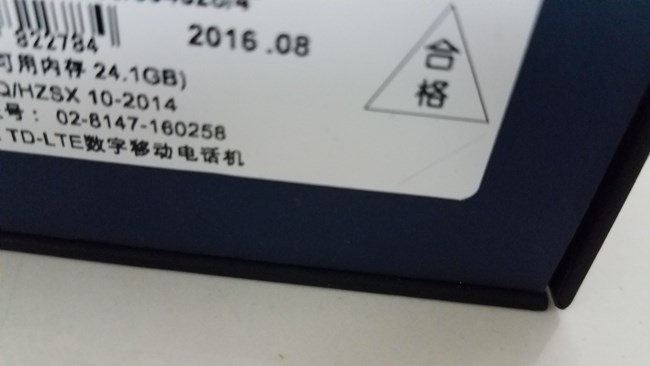 822784
2016.08
可用内存 24.1GB)
Q/HZSX 10-2014
号： 02-8147-160258
TD-LTE数字移动电话机
合
格